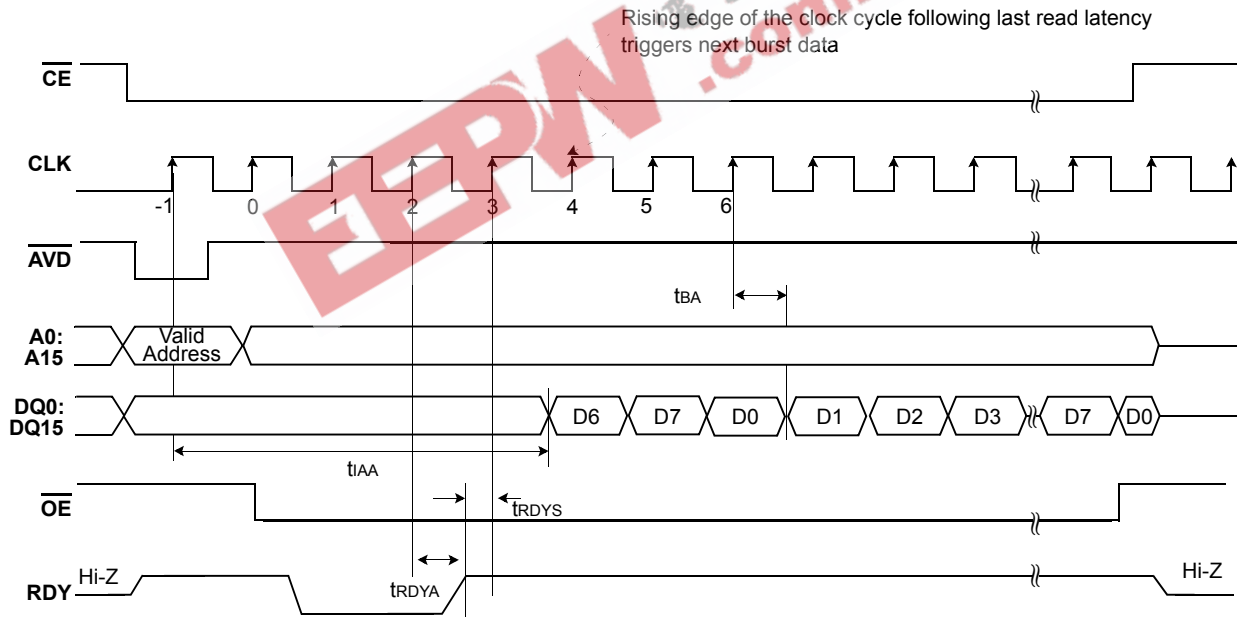 Rising edge of the clock cycle following last read latency
triggers next burst data
EEPW
.com
CE
CLK
-1 0 1 2 3 4 5 6
AVD
tBA
A0:
A15
Valid
Address
DQ0:
DQ15
D6 D7 D0 D1 D2 D3 D7 D0
tIAA
OE
tRDYS
RDY
Hi-Z
tRDYA
Hi-Z